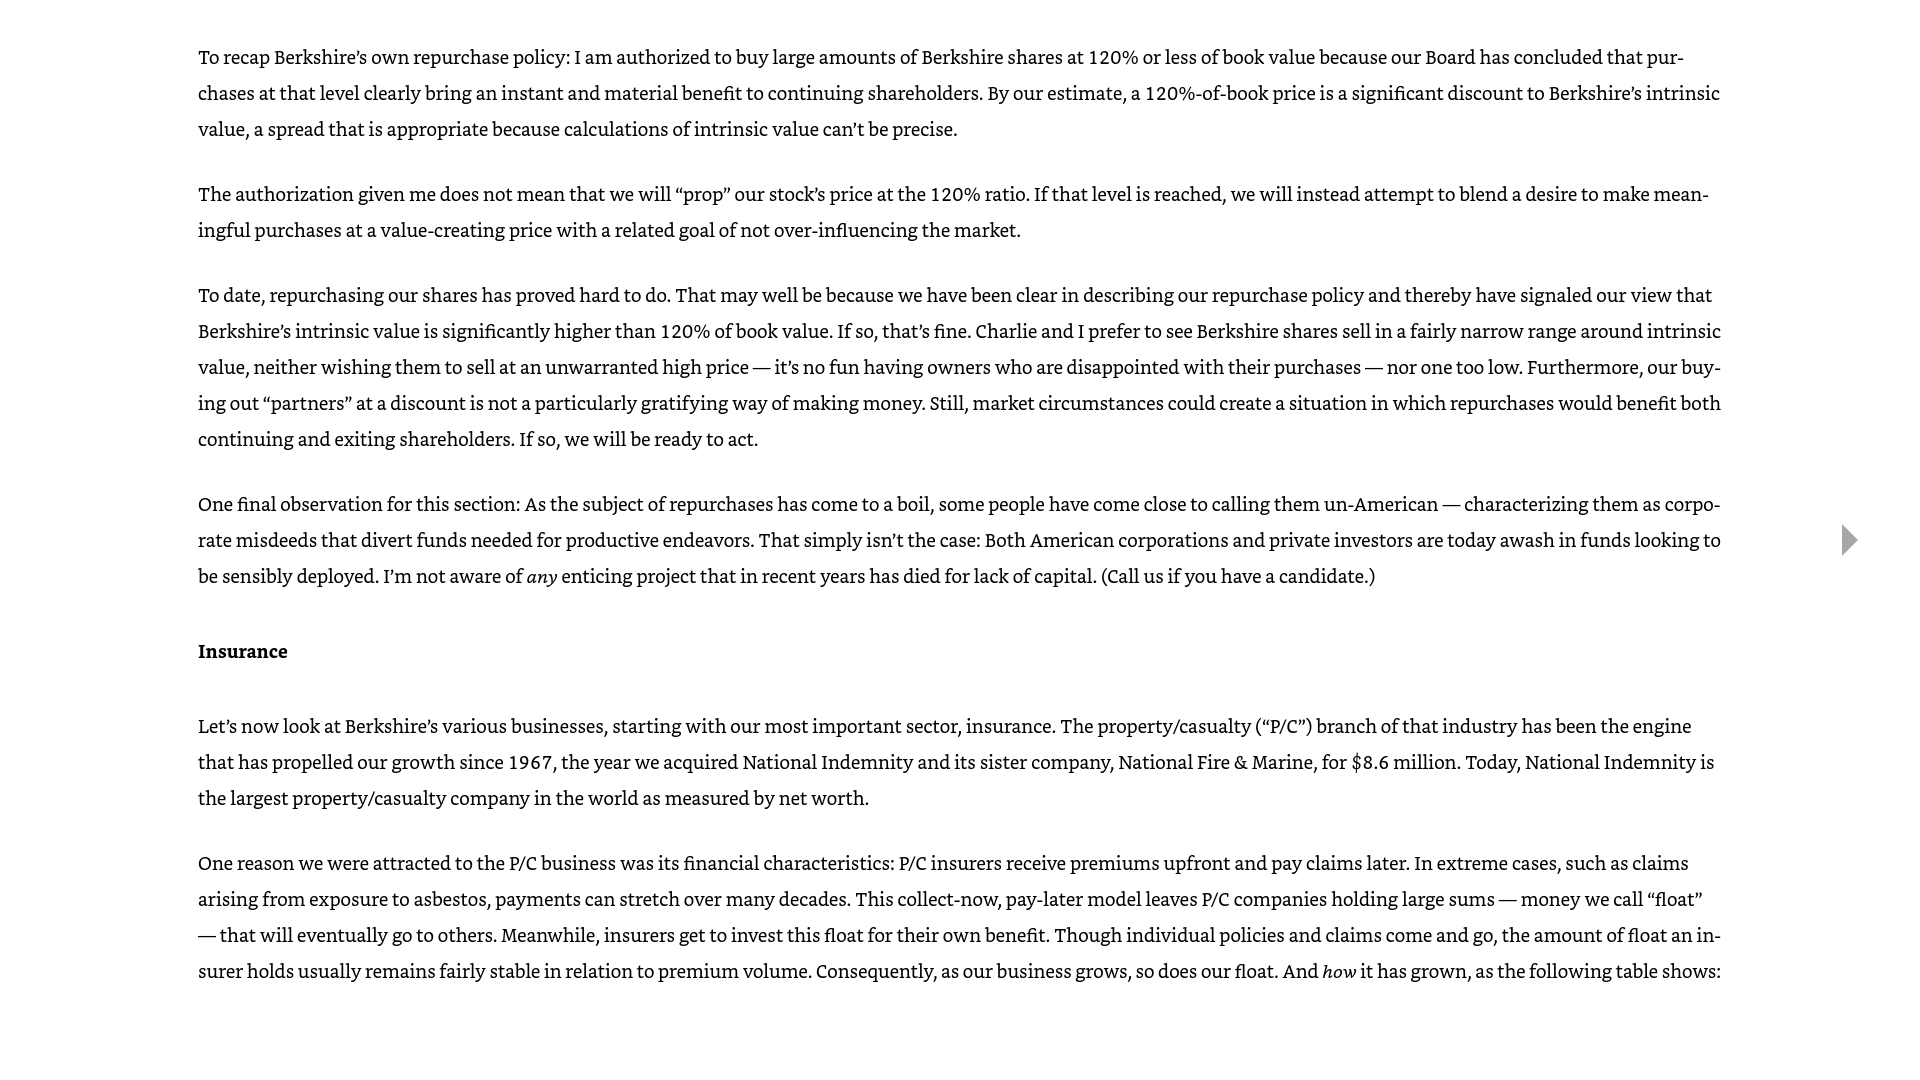 To recap Berkshire’s own repurchase policy: I am authorized to buy large amounts of Berkshire shares at 120% or less of book value because our Board has concluded that pur-
chases at that level clearly bring an instant and material benefit to continuing shareholders. By our estimate, a 120%-of-book price is a significant discount to Berkshire’s intrinsic
value, a spread that is appropriate because calculations of intrinsic value can’t be precise.
The authorization given me does not mean that we will “prop” our stock’s price at the 120% ratio. If that level is reached, we will instead attempt to blend a desire to make mean-
ingful purchases at a value-creating price with a related goal of not over-influencing the market.
To date, repurchasing our shares has proved hard to do. That may well be because we have been clear in describing our repurchase policy and thereby have signaled our view that
Berkshire’s intrinsic value is significantly higher than 120% of book value. If so, that’s fine. Charlie and I prefer to see Berkshire shares sell in a fairly narrow range around intrinsic
value, neither wishing them to sell at an unwarranted high price — it’s no fun having owners who are disappointed with their purchases — nor one too low. Furthermore, our buy-
ing out “partners” at a discount is not a particularly gratifying way of making money. Still, market circumstances could create a situation in which repurchases would benefit both
continuing and exiting shareholders. If so, we will be ready to act.
One final observation for this section: As the subject of repurchases has come to a boil, some people have come close to calling them un-American — characterizing them as corpo-
rate misdeeds that divert funds needed for productive endeavors. That simply isn’t the case: Both American corporations and private investors are today awash in funds looking to
be sensibly deployed. I’m not aware of any enticing project that in recent years has died for lack of capital. (Call us if you have a candidate.)
Insurance
Let’s now look at Berkshire’s various businesses, starting with our most important sector, insurance. The property/casualty (“P/C”) branch of that industry has been the engine
that has propelled our growth since 1967, the year we acquired National Indemnity and its sister company, National Fire & Marine, for $8.6 million. Today, National Indemnity is
the largest property/casualty company in the world as measured by net worth.
One reason we were attracted to the P/C business was its financial characteristics: P/C insurers receive premiums upfront and pay claims later. In extreme cases, such as claims
arising from exposure to asbestos, payments can stretch over many decades. This collect-now, pay-later model leaves P/C companies holding large sums — money we call “float”
— that will eventually go to others. Meanwhile, insurers get to invest this float for their own benefit. Though individual policies and claims come and go, the amount of float an in-
surer holds usually remains fairly stable in relation to premium volume. Consequently, as our business grows, so does our float. And how it has grown, as the following table shows: